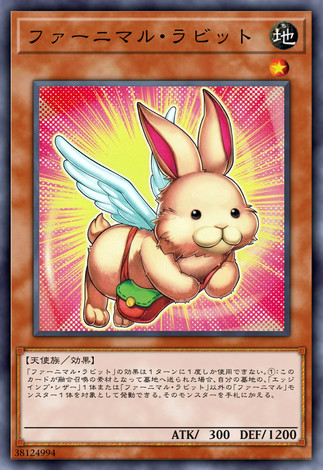 ファーニマル・ラビット
地
【天使族／効果】
「ファーニマル・ラビット」の効果は１ターンに１度しか使用できない。①：こ
のカードが融合召喚の素材となって墓地へ送られた場合、自分の墓地の、「エッジ
インプ・シザー」１体または「ファーニマル・ラビット」以外の「ファーニマル」モ
ンスター１体を対象として発動できる。そのモンスターを手札に加える。
ATK/ 300 DEF/1200
38124994